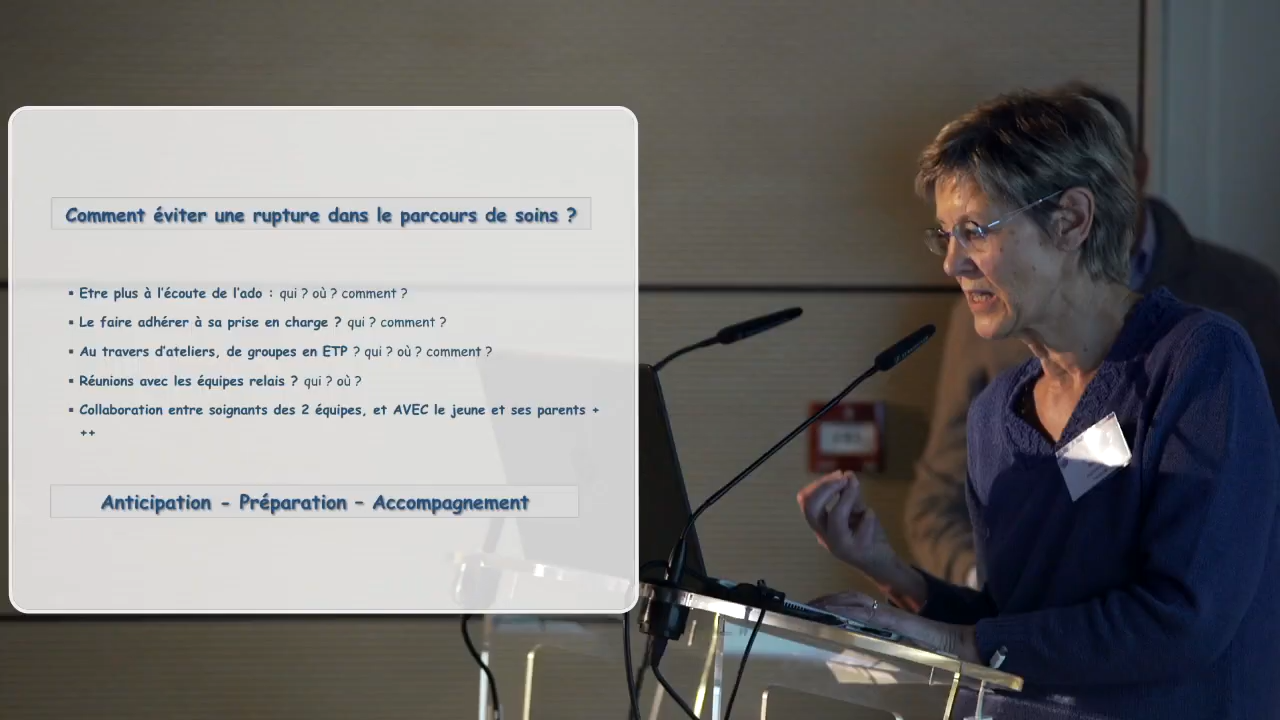 Comment éviter une rupture dans le parcours de soins ?
▪ Etre plus à l'écoute de l'ado : qui ? où ? comment ?
▪ Le faire adhérer à sa prise en charge ? qui ? comment ?
▪ Au travers d'ateliers, de groupes en ETP ? qui ? où ? comment ?
▪ Réunions avec les équipes relais ? qui ? où ?
▪ Collaboration entre soignants des 2 équipes, et AVEC le jeune et ses parents +
++
Anticipation - Préparation – Accompagnement